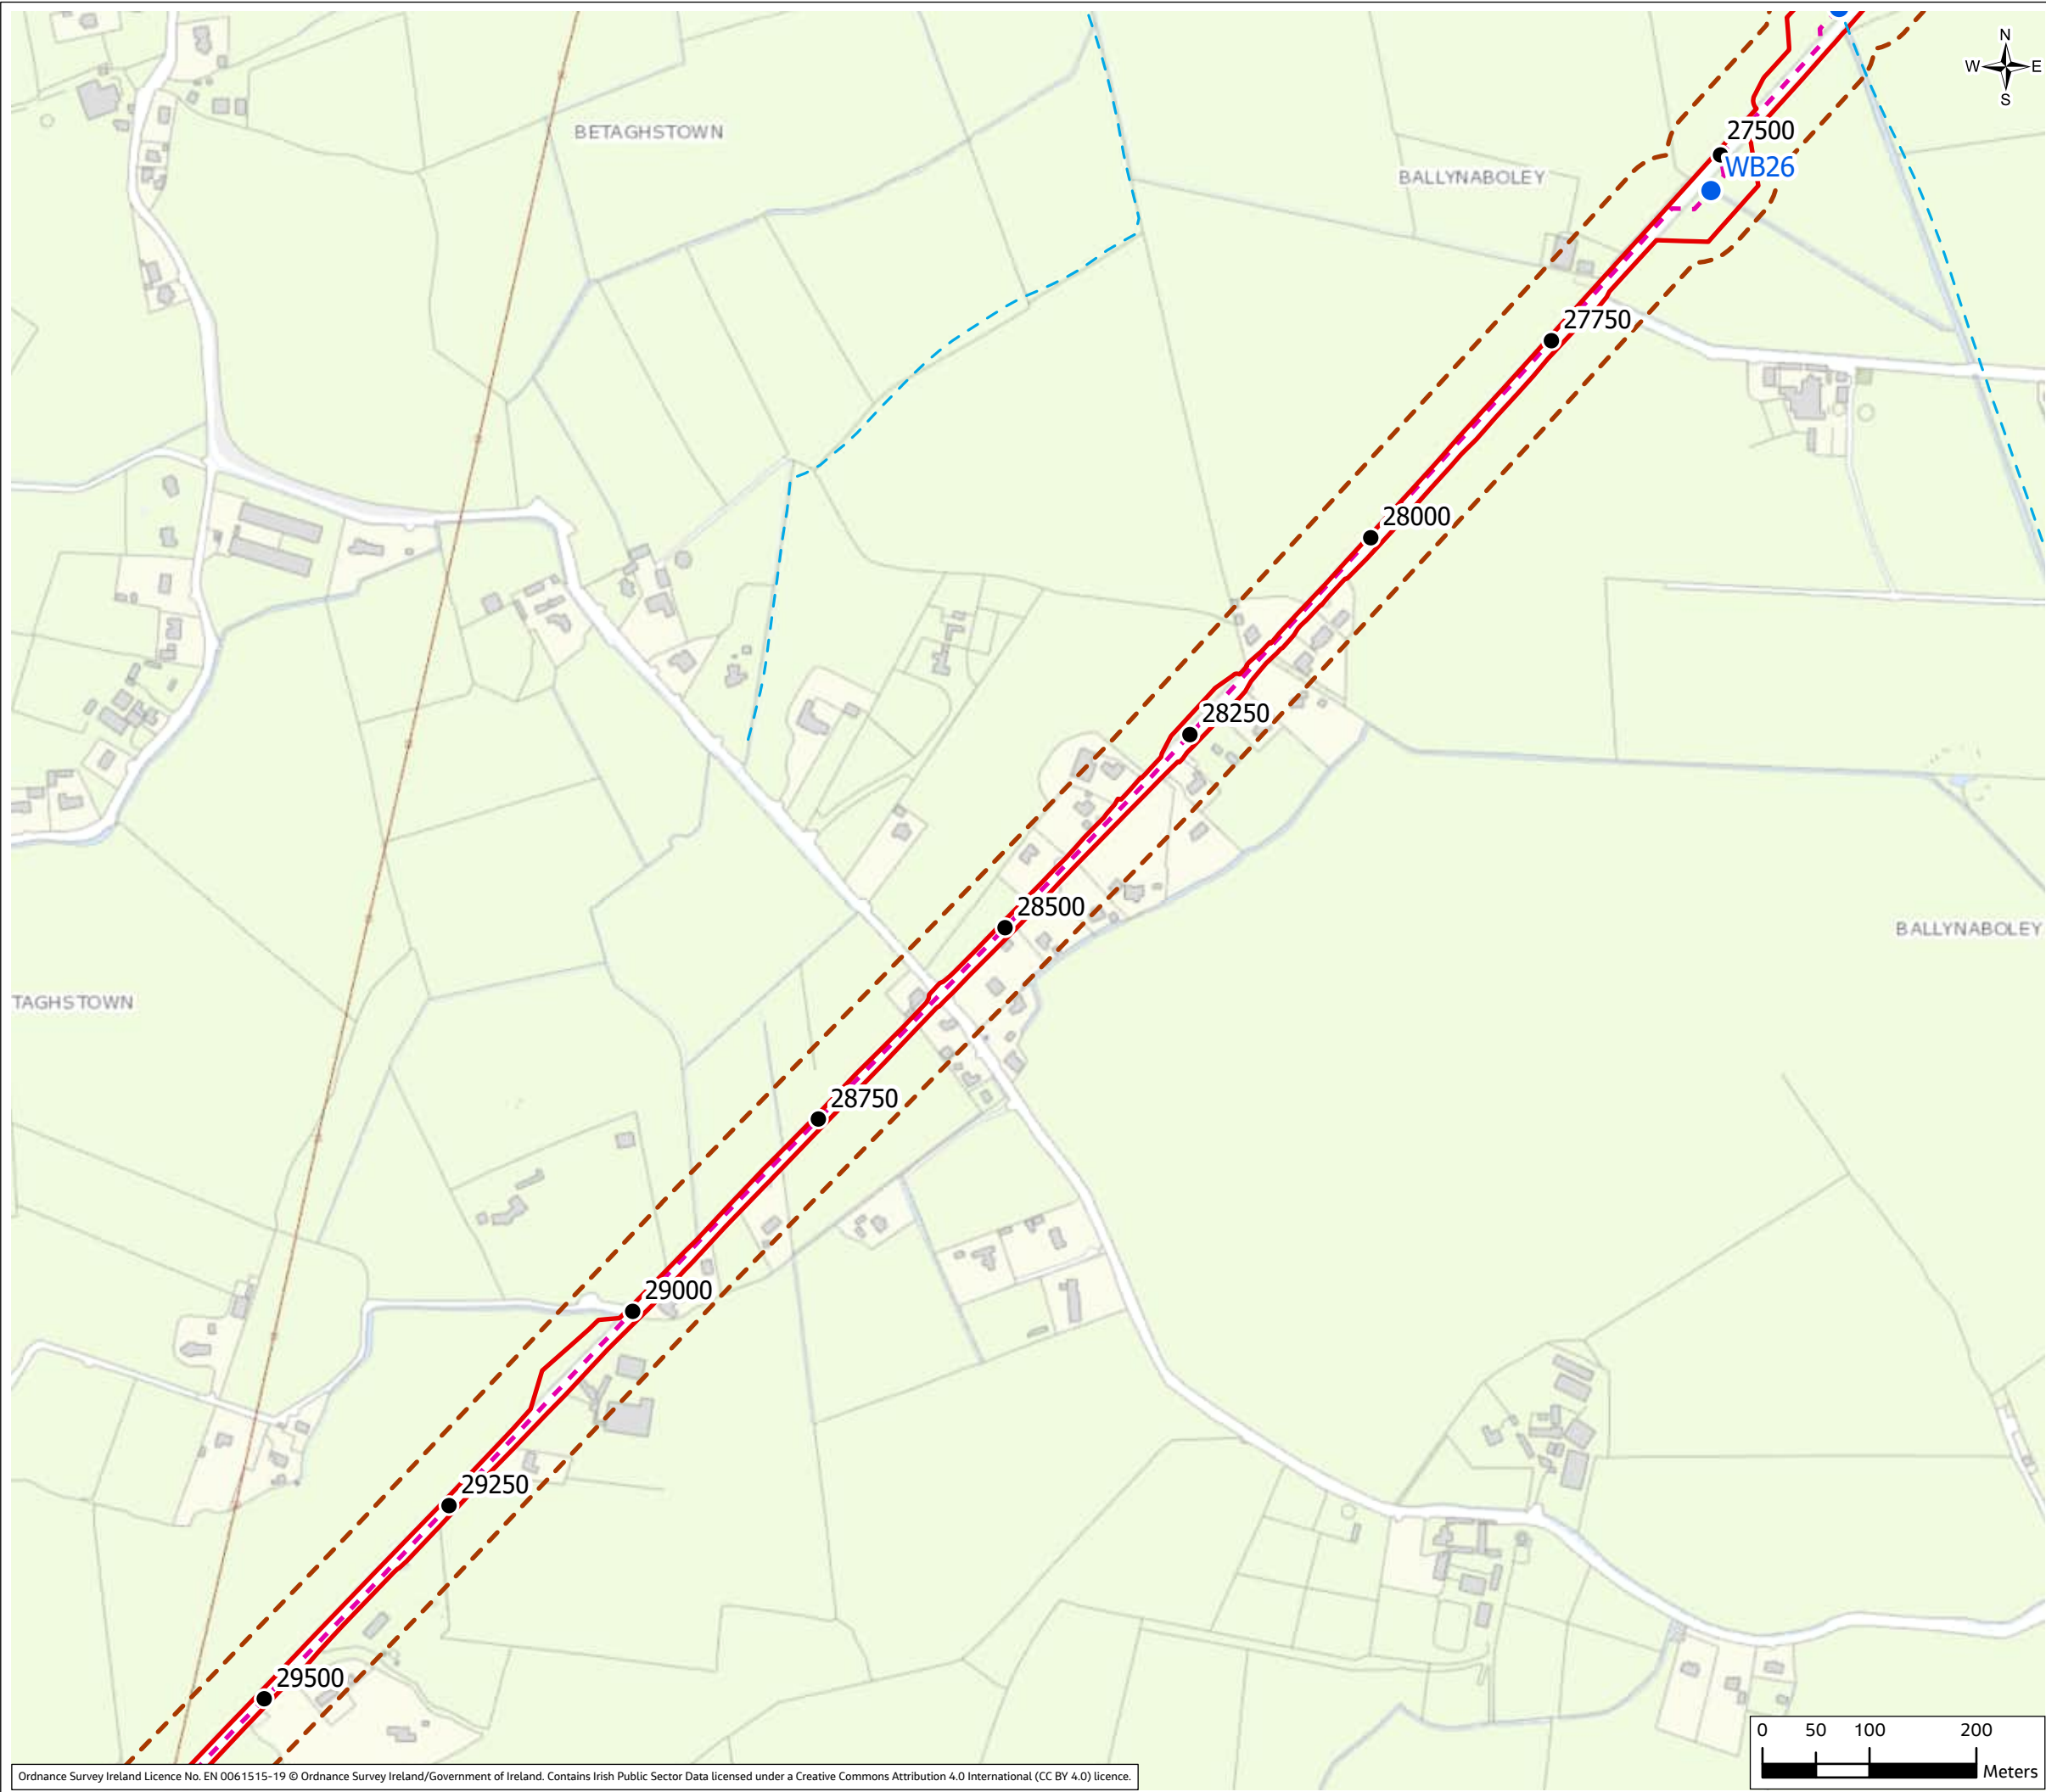 N
W E
S
BETAGHSTOWN
27500
WB26
BALLYNABOLEY
27750
28000
28250
28500
BALLYNABOLEY
TAGHSTOWN
28750
29000
29250
29500
0 50 100 200
Meters
Ordnance Survey Ireland Licence No. EN 0061515-19 © Ordnance Survey Ireland/Government of Ireland. Contains Irish Public Sector Data licensed under a Creative Commons Attribution 4.0 International (CC BY 4.0) licence.